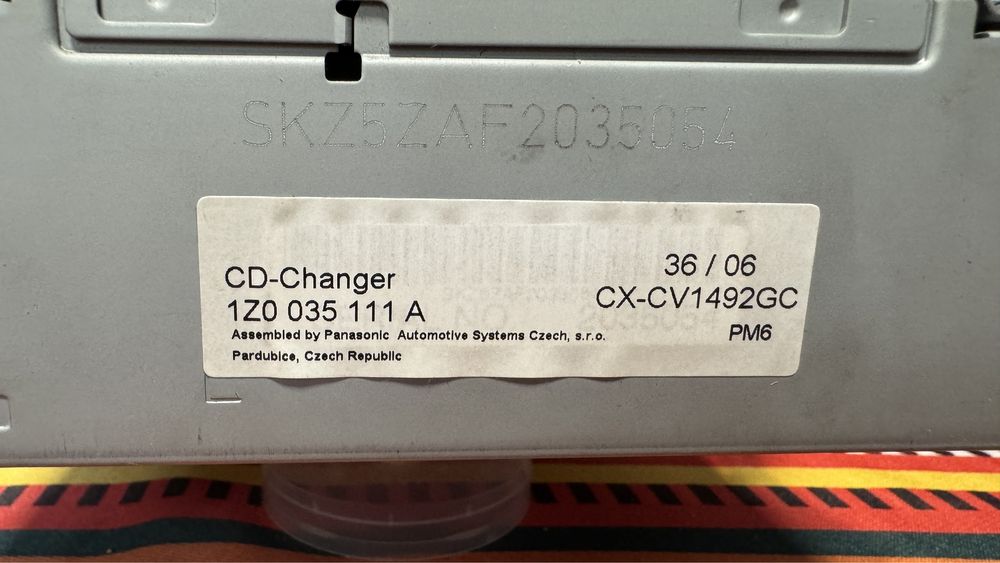 SKZ5ZAF2035054
CD-Changer
36 / 06
1Z0 035 111 A
CX-CV1492GC
Assembled by Panasonic Automotive Systems Czech, s.r.o.
PM6
Pardubice, Czech Republic